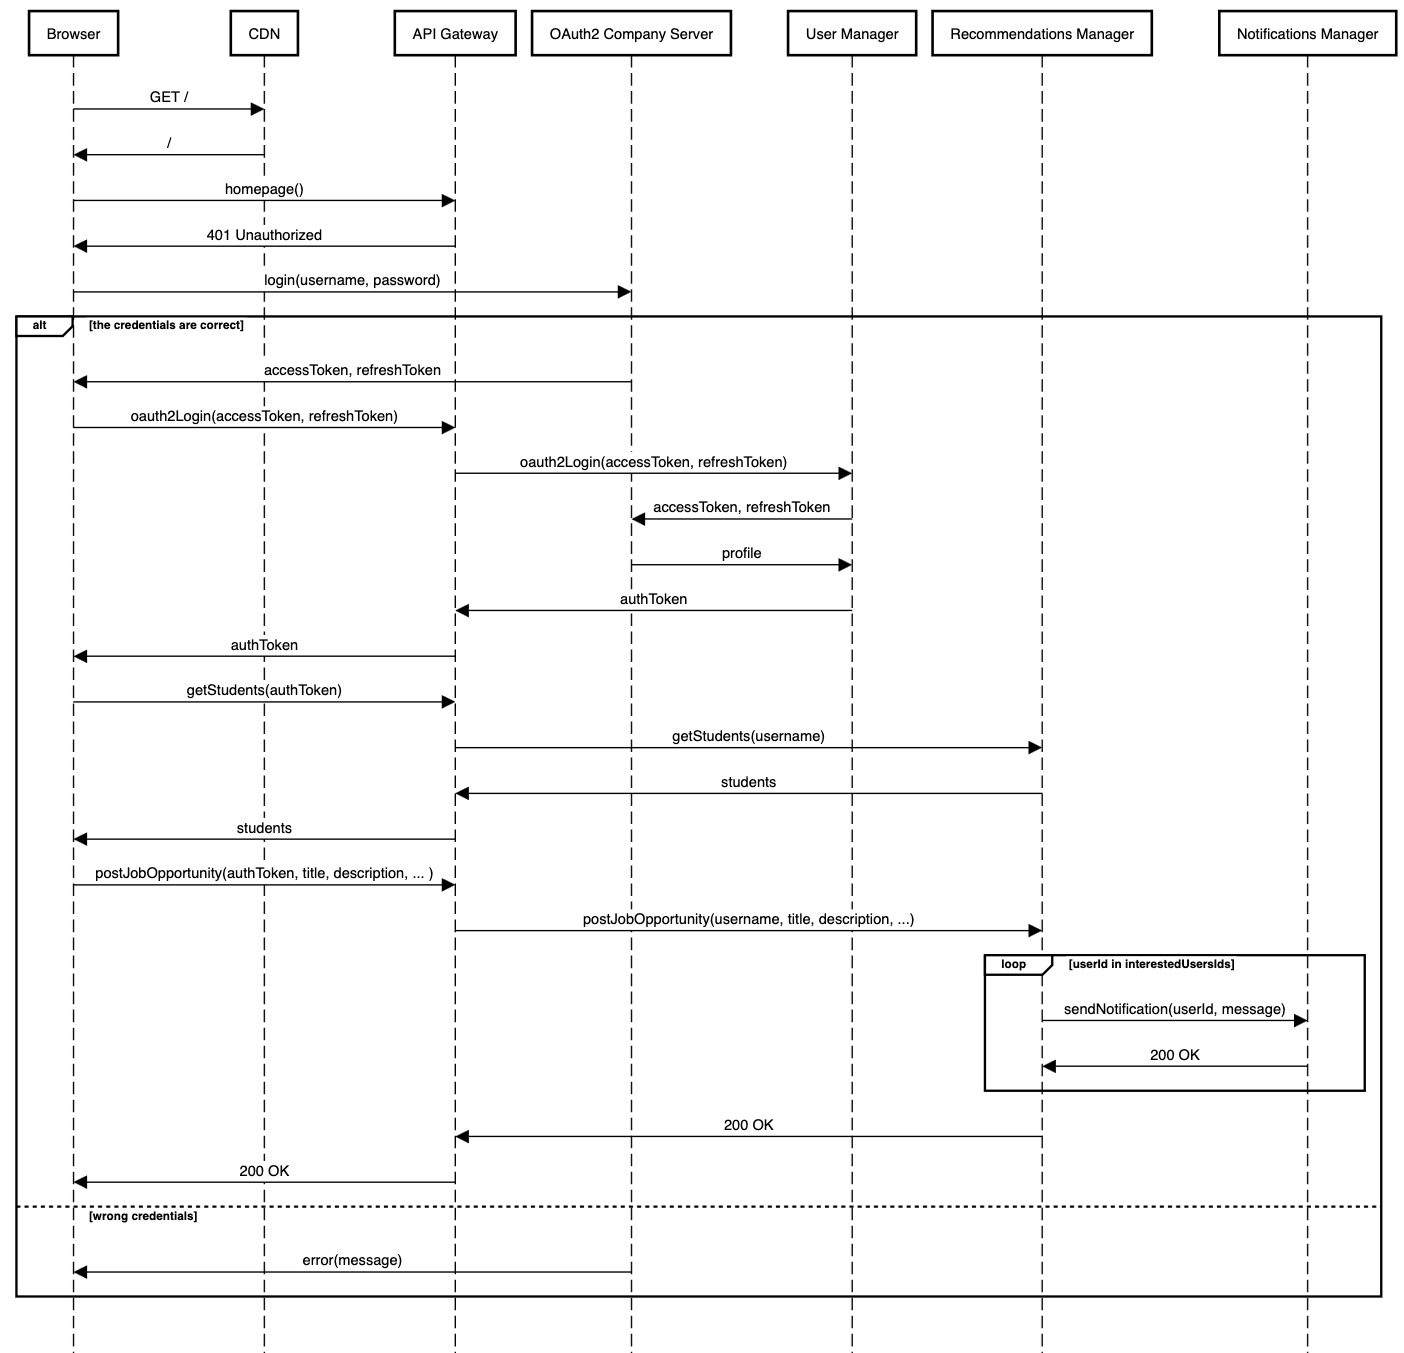 Browser
CDN
API Gateway
OAuth2 Company Server
User Manager
Recommendations Manager
Notifications Manager
GET /
/
homepage()
401 Unauthorized
login(username, password)
alt
[the credentials are correct]
accessToken, refreshToken
oauth2Login(accessToken, refreshToken)
oauth2Login(accessToken, refreshToken)
accessToken, refreshToken
profile
authToken
authToken
getStudents(authToken)
getStudents(username)
students
students
postJobOpportunity(authToken, title, description, ... )
postJobOpportunity(username, title, description, ...)
loop
[userId in interestedUsersIds]
sendNotification(userId, message)
200 OK
200 OK
200 OK
[wrong credentials]
error(message)